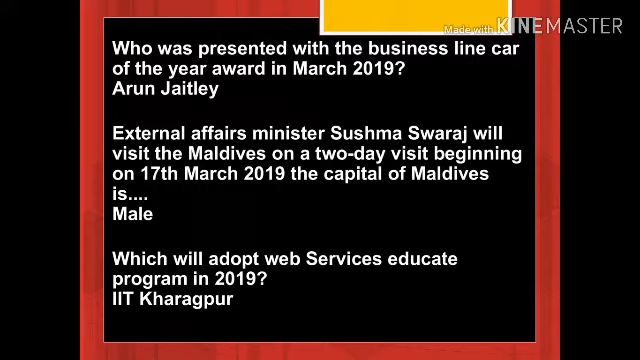 Made with KINEMASTER
Who was presented with the business line car
of the year award in March 2019?
Arun Jaitley
External affairs minister Sushma Swaraj will
visit the Maldives on a two-day visit beginning
on 17th March 2019 the capital of Maldives
is....
Male
Which will adopt web Services educate
program in 2019?
IIT Kharagpur